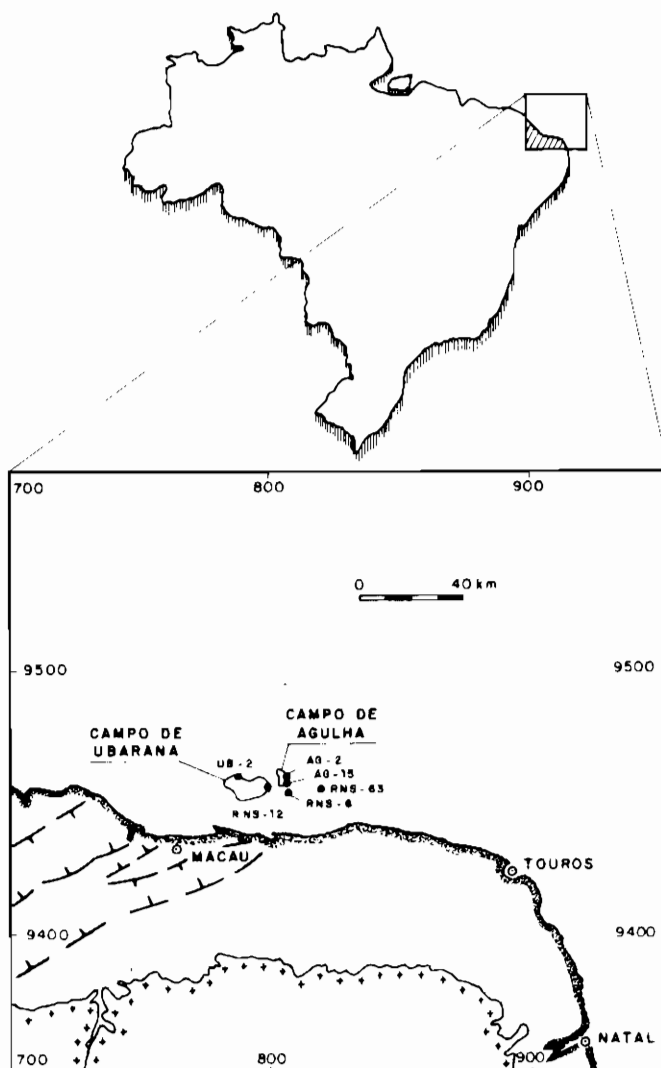 700 800 900
0 40 km
9500 9500
CAMPO DE
UBARANA
CAMPO DE
AGULHA
UB-2
AG-2
AG-15
RNS-63
RNS-6
RNS-12
MACAU
TOUROS
9400 9400
NATAL
700 800 900